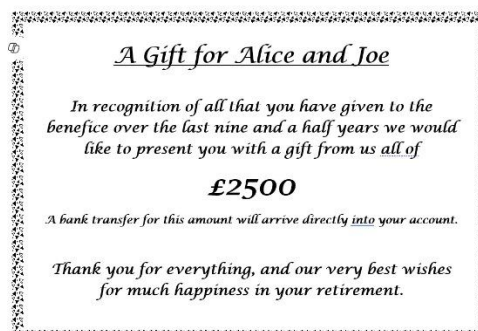 A Gift for Alice and Joe
In recognition of all that you have given to the
benefice over the last nine and a half years we would
like to present you with a gift from us all of
£2500
A bank transfer for this amount will arrive directly into your account.
Thank you for everything, and our very best wishes
for much happiness in your retirement.